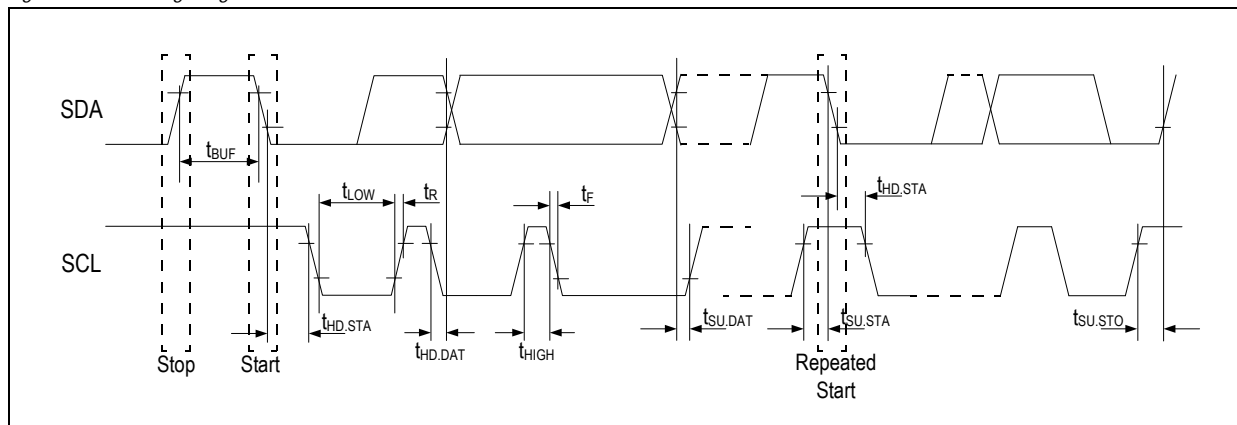 SDA
tBUF
tLOW
tR
tF
tHD.STA
SCL
tHD.STA
tHD.DAT
tHIGH
tSU.DAT
tSU.STA
tSU.STO
Stop
Start
Repeated
Start